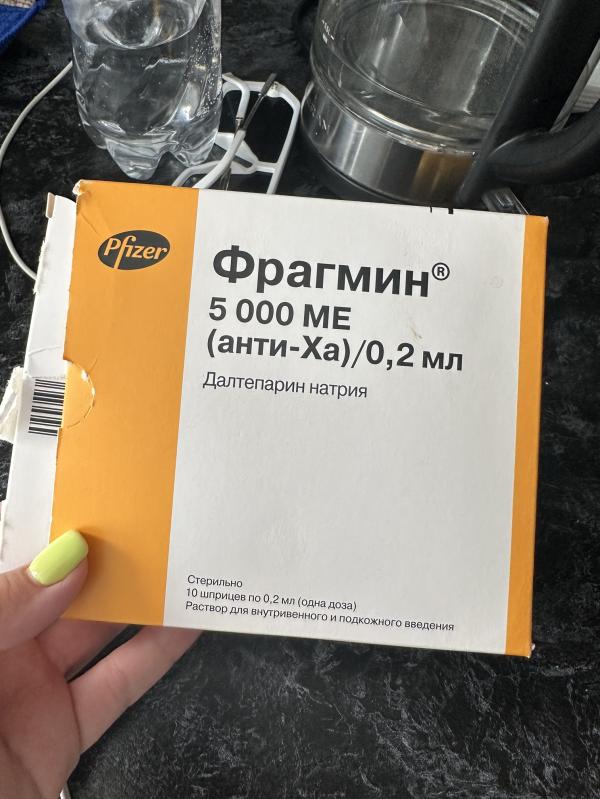 Pfizer
Фрагмин®
5 000 МЕ
(анти-Ха)/0,2 мл
Далтепарин натрия
Стерильно
10 шприцев по 0,2 мл (одна доза)
Раствор для внутривенного и подкожного введения